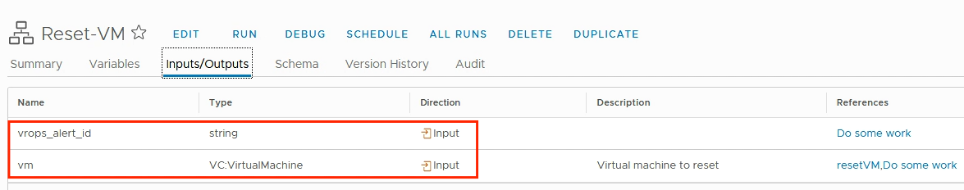 Reset-VM EDIT RUN DEBUG SCHEDULE ALL RUNS DELETE DUPLICATE
Summary Variables Inputs/Outputs Schema Version History Audit
Name Type Direction Description References
vrops_alert_id string Input Do some work
vm VC:VirtualMachine Input Virtual machine to reset resetVM,Do some work